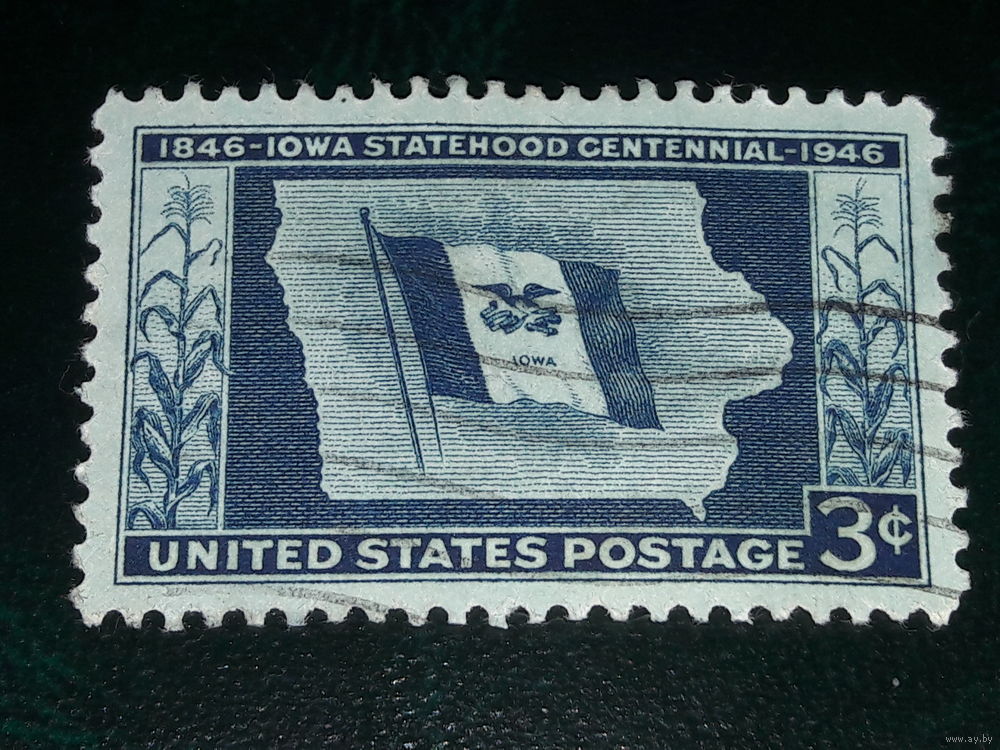 1846-IOWA STATEHOOD CENTENNIAL-1946
IOWA
UNITED STATES POSTAGE 3¢
www.ay.by